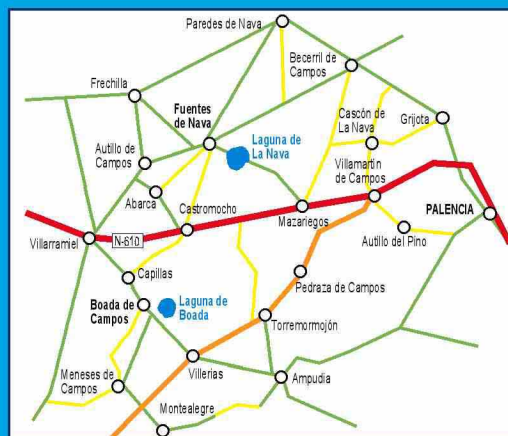 Paredes de Nava
Becerril de
Campos
Frechilla
Fuentes
de Nava
Cascón de
La Nava
Grijota
Laguna de
La Nava
Autillo de
Campos
Villamartín
de Campos
Abarca
Castromocho
Mazariegos
PALENCIA
Villarramiel
N-610
Autillo del Pino
Capillas
Pedraza de Campos
Boada de
Campos
Laguna de
Boada
Torremormojón
Villerias
Meneses de
Campos
Ampudia
Montealegre